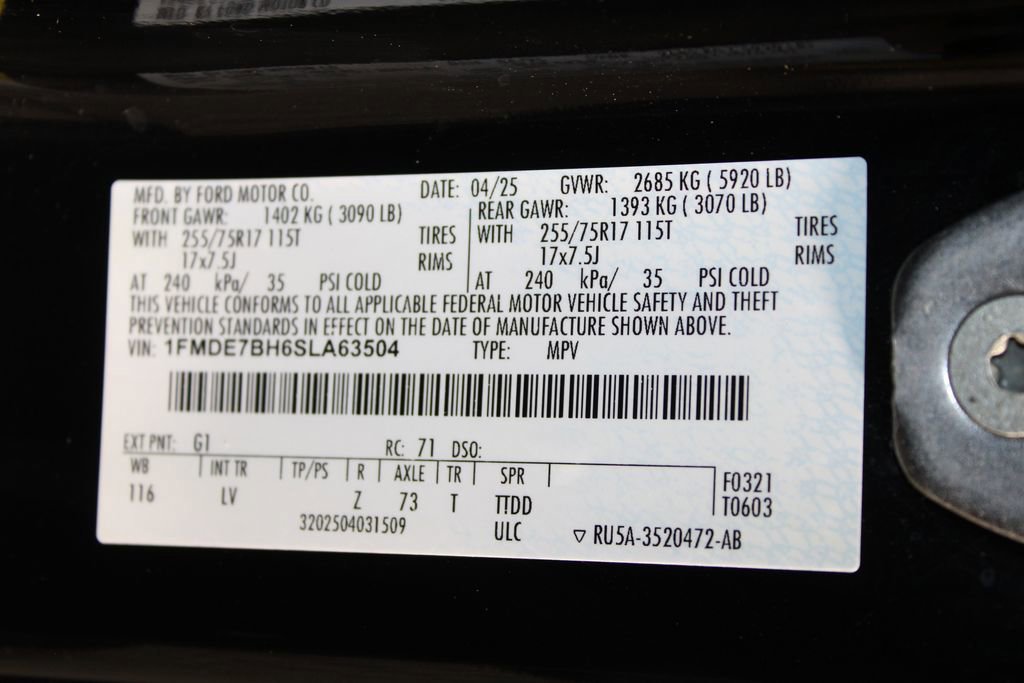 MFD. BY FORD MOTOR CO. DATE: 04/25 GVWR: 2685 KG ( 5920 LB)
FRONT GAWR: 1402 KG ( 3090 LB) REAR GAWR: 1393 KG ( 3070 LB)
WITH 255/75R17 115T TIRES WITH 255/75R17 115T TIRES
17x7.5J RIMS 17x7.5J RIMS
AT 240 kPa/ 35 PSI COLD AT 240 kPa/ 35 PSI COLD
THIS VEHICLE CONFORMS TO ALL APPLICABLE FEDERAL MOTOR VEHICLE SAFETY AND THEFT
PREVENTION STANDARDS IN EFFECT ON THE DATE OF MANUFACTURE SHOWN ABOVE.
VIN: 1FMDE7BH6SLA63504 TYPE: MPV
EXT PNT: G1 RC: 71 DSO:
WB INT TR TP/PS R AXLE TR SPR F0321
116 LV Z 73 T TTDD T0603
3202504031509 ULC ▽ RU5A-3520472-AB